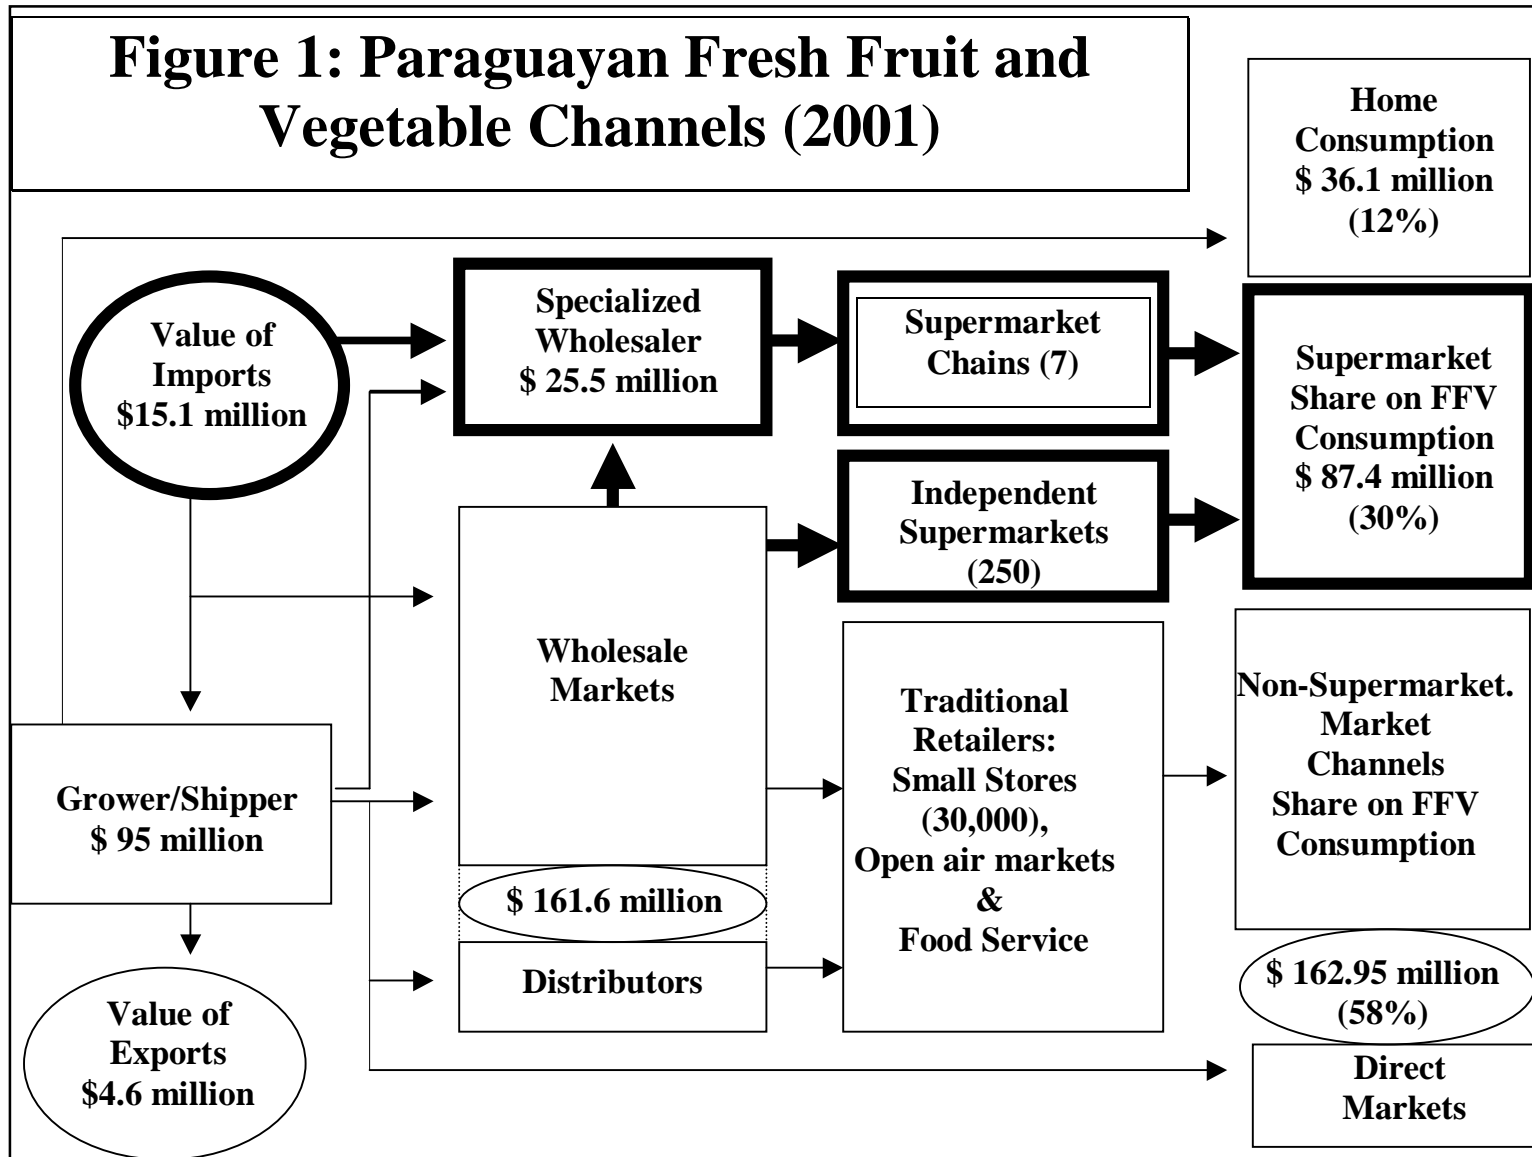 Figure 1: Paraguayan Fresh Fruit and
Vegetable Channels (2001)
Home
Consumption
$ 36.1 million
(12%)
Value of
Imports
$15.1 million
Specialized
Wholesaler
$ 25.5 million
Supermarket
Chains (7)
Supermarket
Share on FFV
Consumption
$ 87.4 million
(30%)
Independent
Supermarkets
(250)
Wholesale
Markets
Traditional
Retailers:
Small Stores
(30,000),
Open air markets
&
Food Service
Non-Supermarket.
Market
Channels
Share on FFV
Consumption
Grower/Shipper
$ 95 million
$ 161.6 million
Distributors
$ 162.95 million
(58%)
Value of
Exports
$4.6 million
Direct
Markets